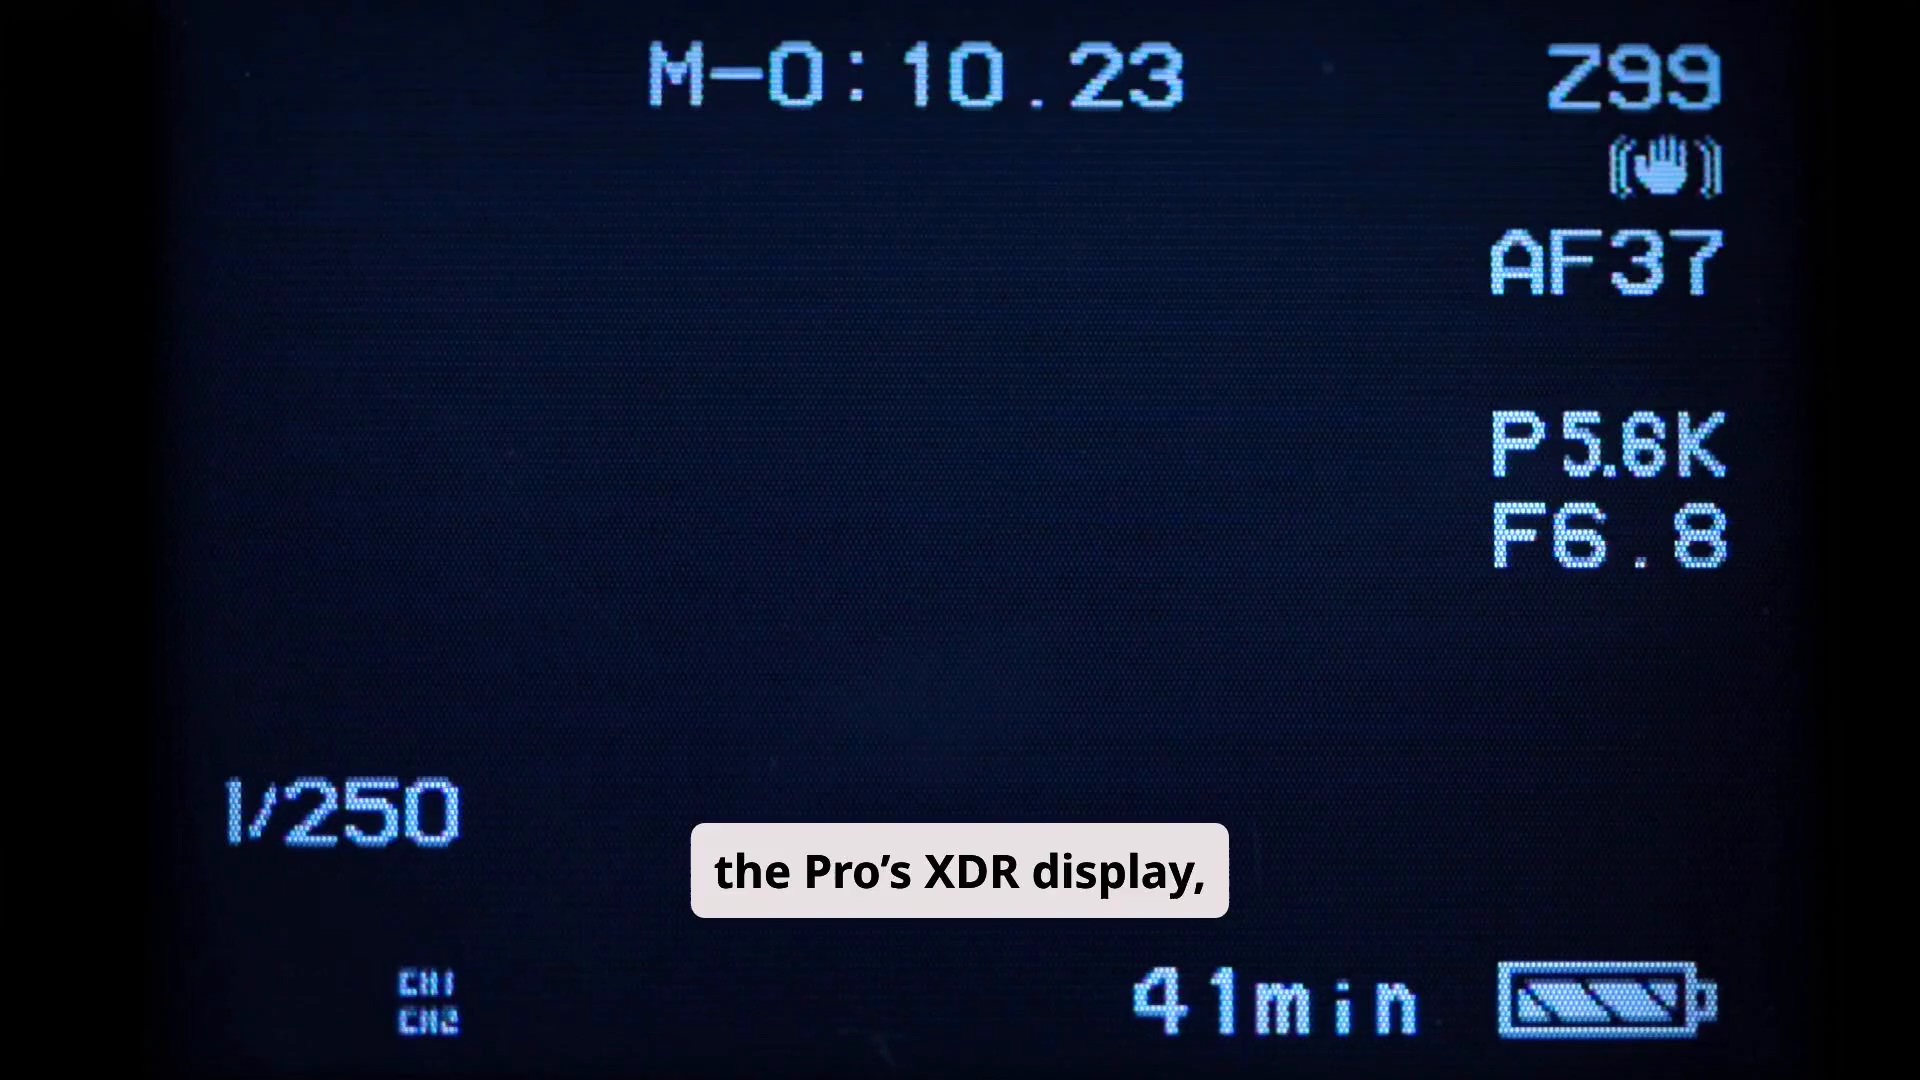 M-0:10.23
Z99
AF37
P5.6K
F6.8
1/250
the Pro’s XDR display,
CH1
CH2
41min